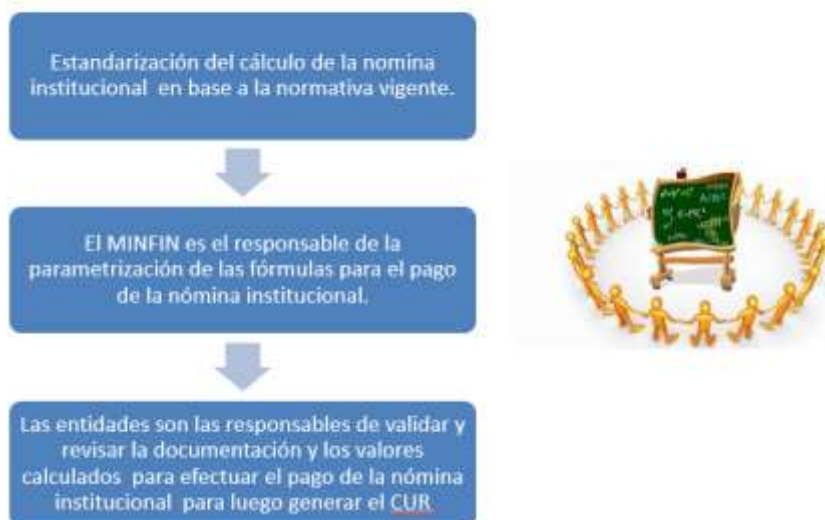 Estandarización del cálculo de la nomina
institucional en base a la normativa vigente.
El MINFIN es el responsable de la
parametrización de las fórmulas para el pago
de la nómina institucional.
Las entidades son las responsables de validar y
revisar la documentación y los valores
calculados para efectuar el pago de la nómina
institucional para luego generar el CUR